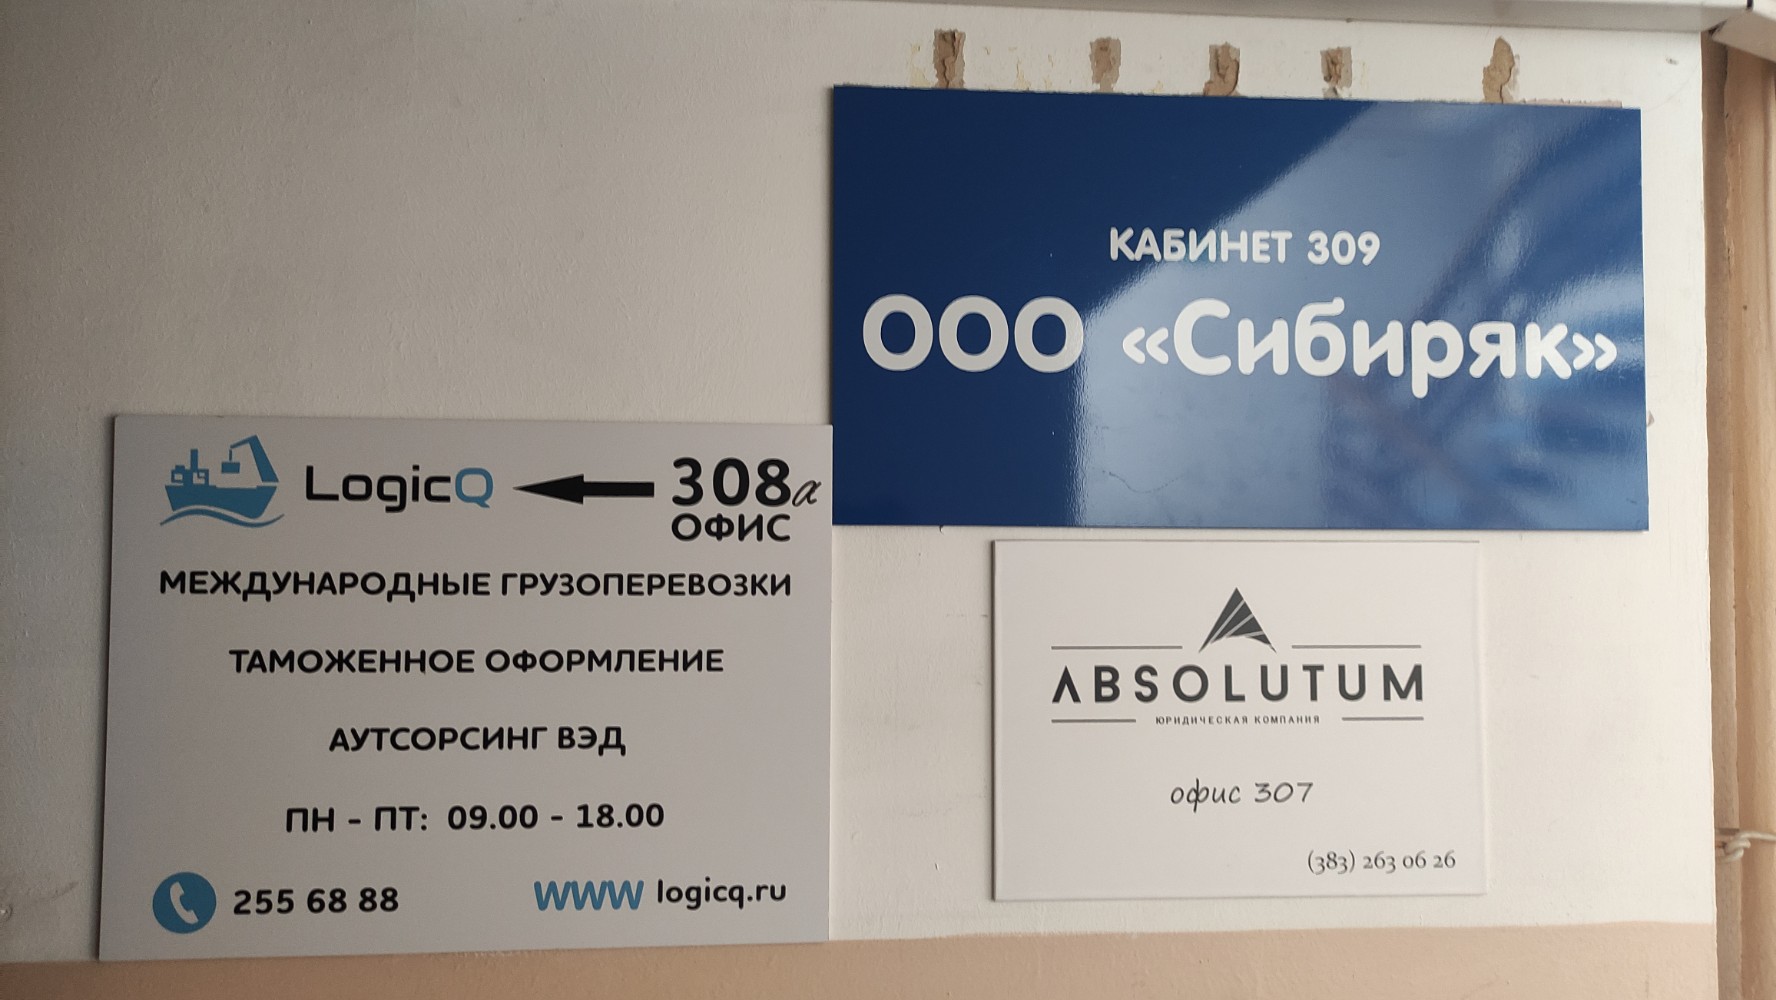 КАБИНЕТ 309
ООО «Сибиряк»
LogicQ 308а
ОФИС
МЕЖДУНАРОДНЫЕ ГРУЗОПЕРЕВОЗКИ
ТАМОЖЕННОЕ ОФОРМЛЕНИЕ
АУТСОРСИНГ ВЭД
ПН - ПТ: 09.00 - 18.00
255 68 88 WWW logicq.ru
ABSOLUTUM
ЮРИДИЧЕСКАЯ КОМПАНИЯ
офис 307
(383) 263 06 26